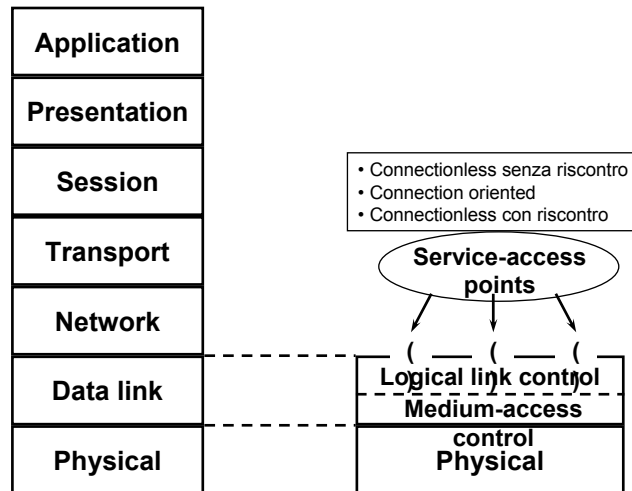 Application
Presentation
Session
Transport
Network
Data link
Physical
• Connectionless senza riscontro
• Connection oriented
• Connectionless con riscontro
Service-access
points
( ( (
) ) )
Logical link control
Medium-access
control
Physical